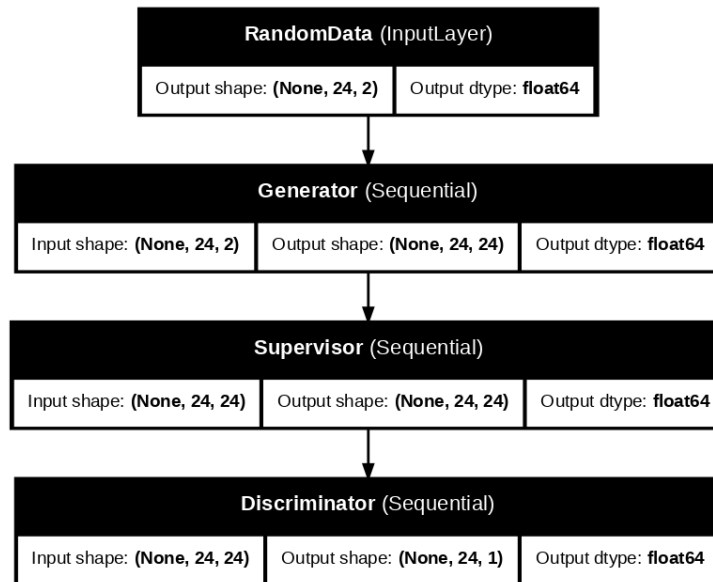 RandomData (InputLayer)
Output shape: (None, 24, 2) Output dtype: float64
Generator (Sequential)
Input shape: (None, 24, 2) Output shape: (None, 24, 24) Output dtype: float64
Supervisor (Sequential)
Input shape: (None, 24, 24) Output shape: (None, 24, 24) Output dtype: float64
Discriminator (Sequential)
Input shape: (None, 24, 24) Output shape: (None, 24, 1) Output dtype: float64